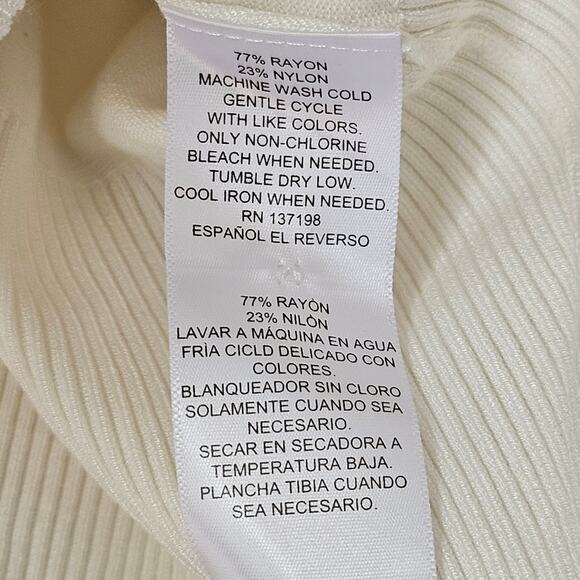 77% RAYON
23% NYLON
MACHINE WASH COLD
GENTLE CYCLE
WITH LIKE COLORS.
ONLY NON-CHLORINE
BLEACH WHEN NEEDED.
TUMBLE DRY LOW.
COOL IRON WHEN NEEDED.
RN 137198
ESPAÑOL EL REVERSO
77% RAYÒN
23% NILÒN
LAVAR A MÁQUINA EN AGUA
FRÌA CICLD DELICADO CON
COLORES.
BLANQUEADOR SIN CLORO
SOLAMENTE CUANDO SEA
NECESARIO.
SECAR EN SECADORA A
TEMPERATURA BAJA.
PLANCHA TIBIA CUANDO
SEA NECESARIO.